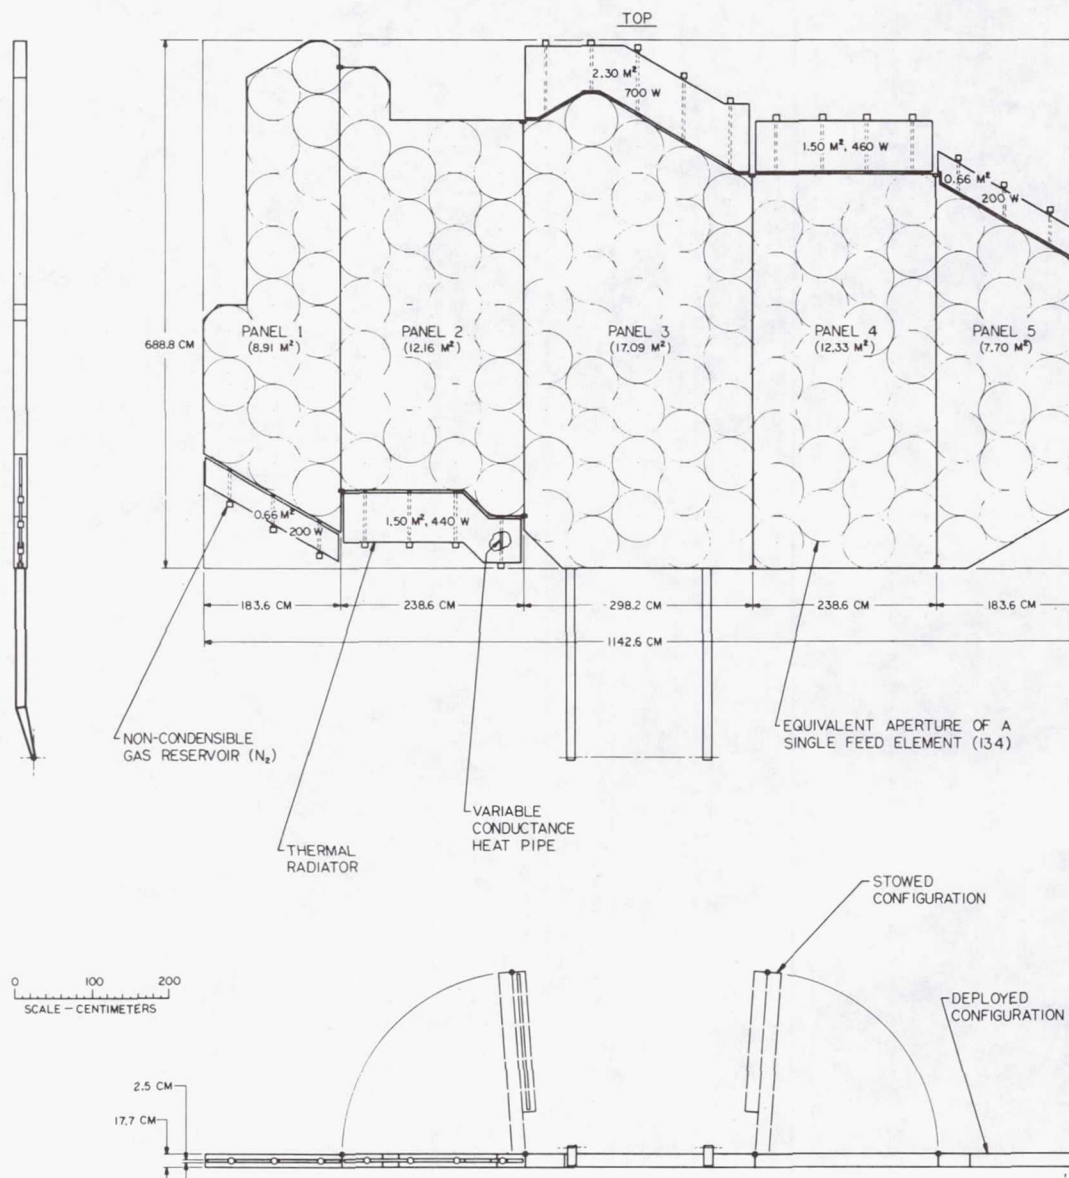 TOP
2.30 M²
700 W
1.50 M², 460 W
0.66 M²
200 W
688.8 CM
PANEL 1
(8.91 M²)
PANEL 2
(12.16 M²)
PANEL 3
(17.09 M²)
PANEL 4
(12.33 M²)
PANEL 5
(7.70 M²)
0.66 M²
200 W
1.50 M², 440 W
183.6 CM
238.6 CM
298.2 CM
238.6 CM
183.6 CM
1142.6 CM
NON-CONDENSIBLE
GAS RESERVOIR (N₂)
EQUIVALENT APERTURE OF A
SINGLE FEED ELEMENT (134)
VARIABLE
CONDUCTANCE
HEAT PIPE
THERMAL
RADIATOR
STOWED
CONFIGURATION
0 100 200
SCALE - CENTIMETERS
DEPLOYED
CONFIGURATION
2.5 CM
17.7 CM